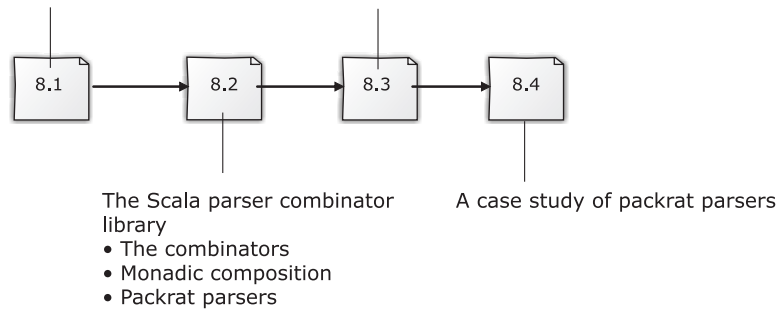 8.1
8.2
8.3
8.4
The Scala parser combinator
library
• The combinators
• Monadic composition
• Packrat parsers
A case study of packrat parsers